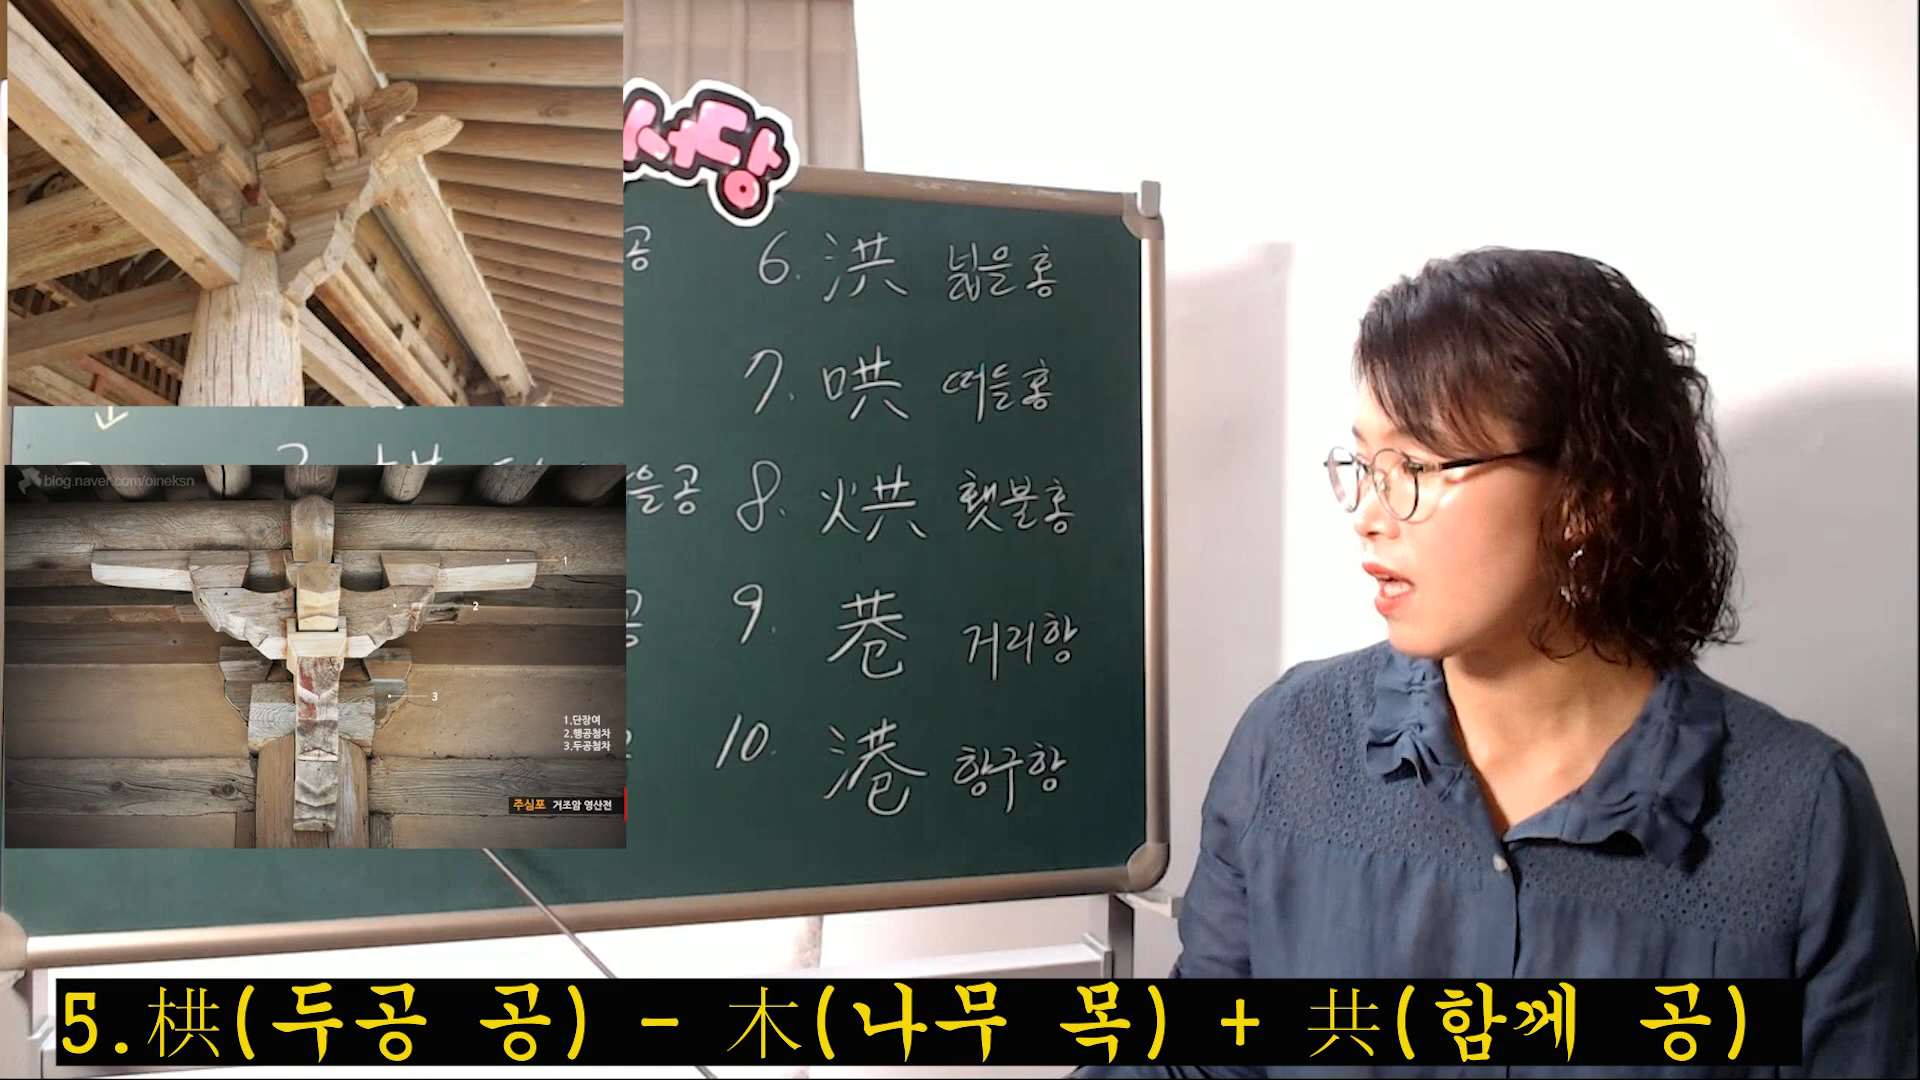 서당
공
6. 洪 넓을홍
7. 哄 떠들홍
을공 8. 烘 횃불홍
공 9. 巷 거리항
10. 港 항구항
blog.naver.com/oineksn
1
2
3
1.단장여
2.행공첨차
3.두공첨차
주심포 거조암 영산전
5.栱(두공 공) - 木(나무 목) + 共(함께 공)